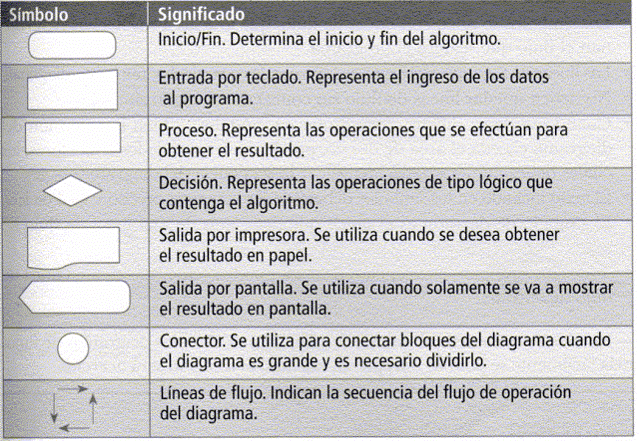 Símbolo Significado
Inicio/Fin. Determina el inicio y fin del algoritmo.
Entrada por teclado. Representa el ingreso de los datos
al programa.
Proceso. Representa las operaciones que se efectúan para
obtener el resultado.
Decisión. Representa las operaciones de tipo lógico que
contenga el algoritmo.
Salida por impresora. Se utiliza cuando se desea obtener
el resultado en papel.
Salida por pantalla. Se utiliza cuando solamente se va a mostrar
el resultado en pantalla.
Conector. Se utiliza para conectar bloques del diagrama cuando
el diagrama es grande y es necesario dividirlo.
Líneas de flujo. Indican la secuencia del flujo de operación
del diagrama.